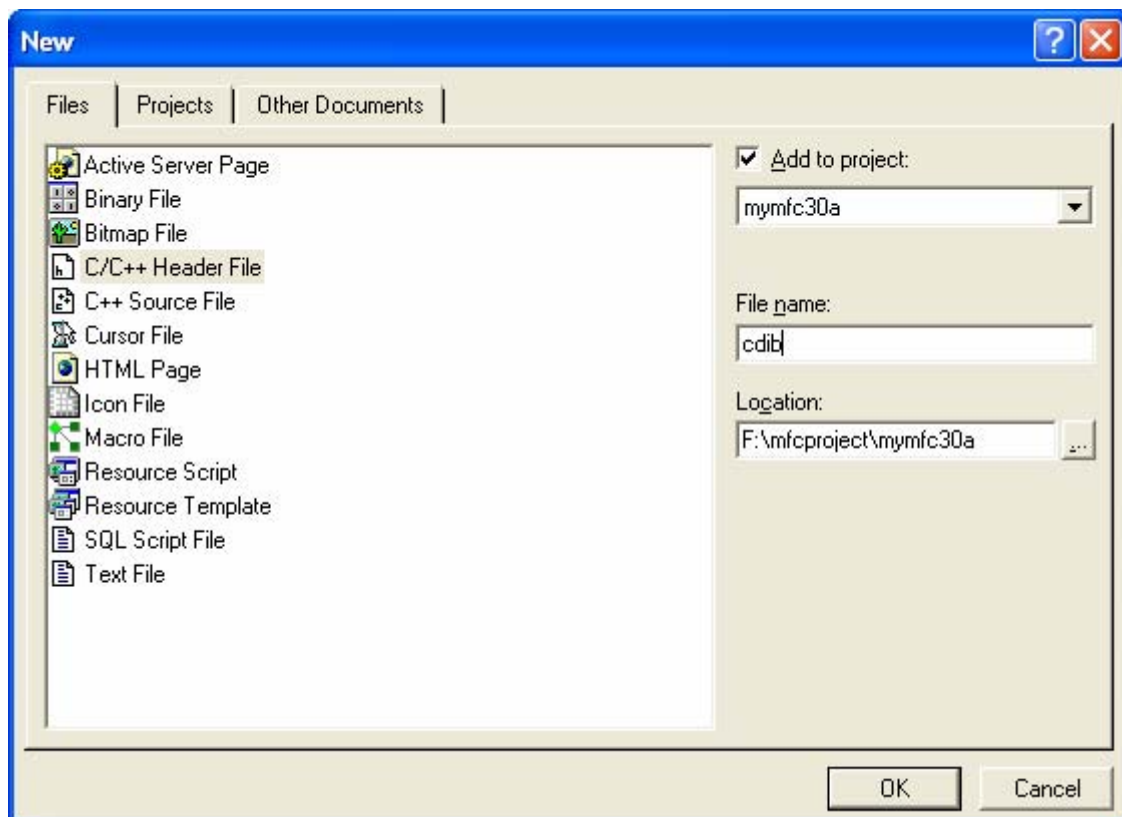 New
Files
Projects
Other Documents
Active Server Page
Binary File
Bitmap File
C/C++ Header File
C++ Source File
Cursor File
HTML Page
Icon File
Macro File
Resource Script
Resource Template
SQL Script File
Text File
Add to project:
mymfc30a
File name:
cdib
Location:
F:\mfcproject\mymfc30a
...
OK
Cancel